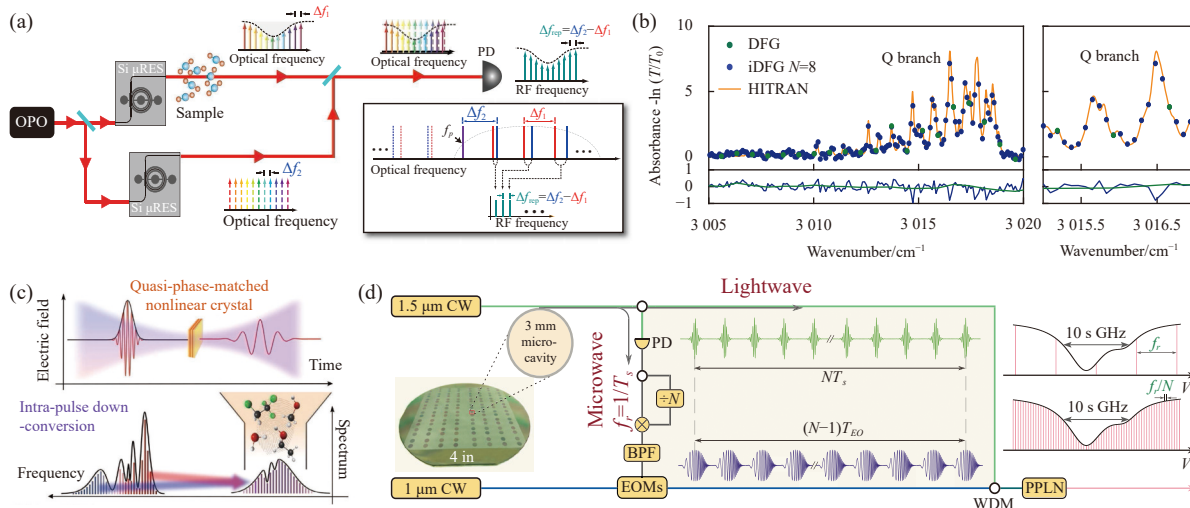 (a)
OPO
Si μRES
Si μRES
Sample
Δf1
Optical frequency
Δf2
Optical frequency
Optical frequency
PD
Δfrep=Δf2−Δf1
RF frequency
fp
Δf2
Δf1
Optical frequency
Δfrep=Δf2−Δf1
RF frequency
(b)
Absorbance -ln (T/T0)
DFG
iDFG N=8
HITRAN
Q branch
10
5
0
1
0
−1
3 005
3 010
3 015
3 020
Wavenumber/cm−1
Q branch
3 015.5
3 016.5
Wavenumber/cm−1
(c)
Quasi-phase-matched
nonlinear crystal
Electric field
Time
Intra-pulse down
-conversion
Frequency
Spectrum
(d)
1.5 μm CW
Lightwave
3 mm
micro-
cavity
4 in
Microwave
fr=1/Ts
PD
÷N
BPF
EOMs
1 μm CW
NTs
(N−1)TEO
WDM
PPLN
10 s GHz
fr
V
fr/N
10 s GHz
V